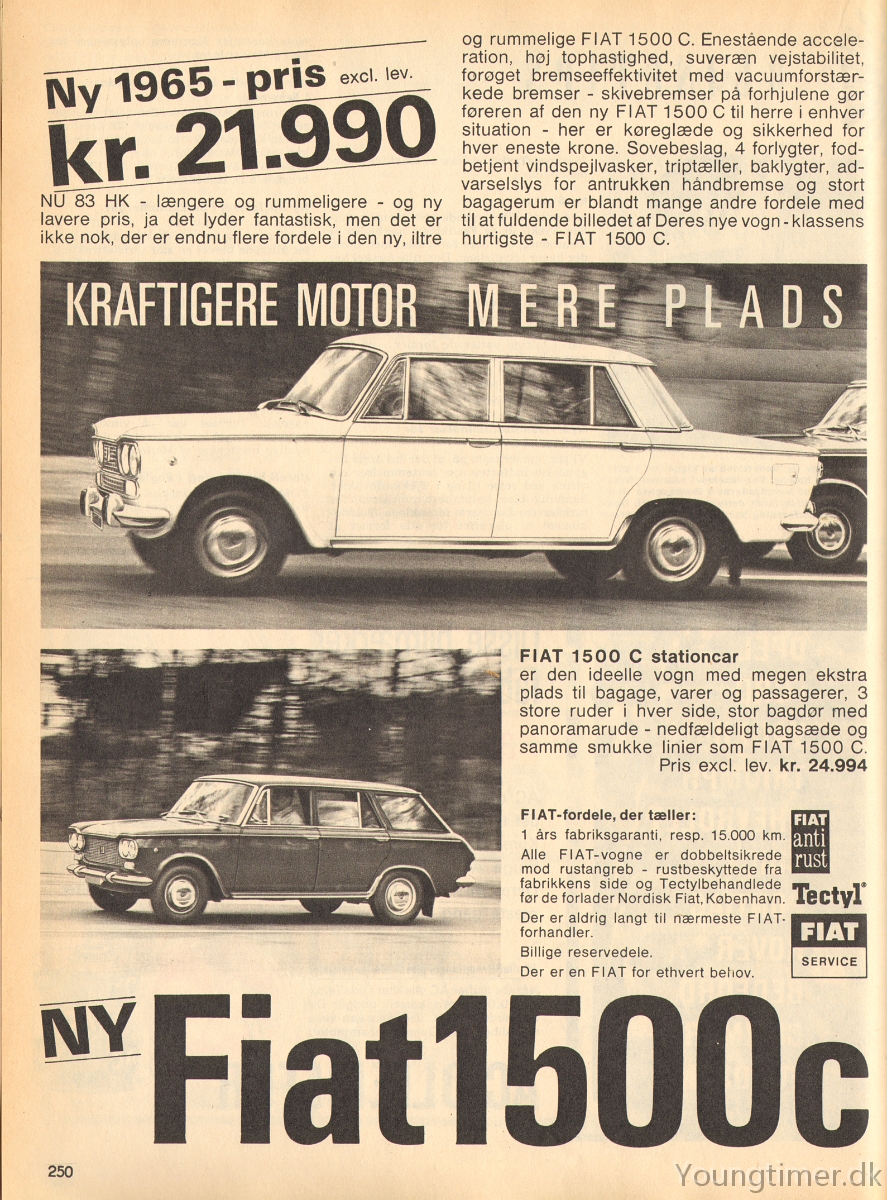 Ny 1965 - pris excl. lev.
kr. 21.990
NU 83 HK - længere og rummeligere - og ny
lavere pris, ja det lyder fantastisk, men det er
ikke nok, der er endnu flere fordele i den ny, iltre
og rummelige FIAT 1500 C. Enestående accele-
ration, høj tophastighed, suveræn vejstabilitet,
forøget bremseeffektivitet med vacuumforstær-
kede bremser - skivebremser på forhjulene gør
føreren af den ny FIAT 1500 C til herre i enhver
situation - her er køreglæde og sikkerhed for
hver eneste krone. Sovebeslag, 4 forlygter, fod-
betjent vindspejlvasker, triptæller, baklygter, ad-
varselslys for antrukken håndbremse og stort
bagagerum er blandt mange andre fordele med
til at fuldende billedet af Deres nye vogn - klassens
hurtigste - FIAT 1500 C.
KRAFTIGERE MOTOR MERE PLADS
FIAT 1500 C stationcar
er den ideelle vogn med megen ekstra
plads til bagage, varer og passagerer, 3
store ruder i hver side, stor bagdør med
panoramarude - nedfældeligt bagsæde og
samme smukke linier som FIAT 1500 C.
Pris excl. lev. kr. 24.994
FIAT-fordele, der tæller:
1 års fabriksgaranti, resp. 15.000 km.
Alle FIAT-vogne er dobbeltsikrede
mod rustangreb - rustbeskyttede fra
fabrikkens side og Tectylbehandlede
før de forlader Nordisk Fiat, København.
Der er aldrig langt til nærmeste FIAT-
forhandler.
Billige reservedele.
Der er en FIAT for ethvert behov.
FIAT
anti
rust
Tectyl®
FIAT
SERVICE
NY Fiat 1500c
250
Youngtimer.dk